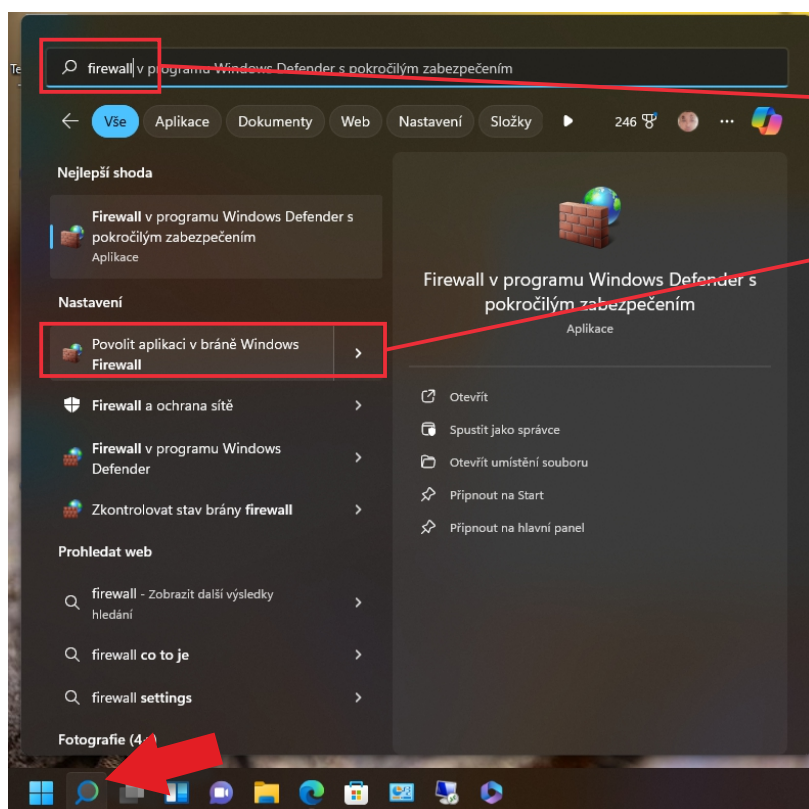 Te
firewall v programu Windows Defender s pokročilým zabezpečením
Vše Aplikace Dokumenty Web Nastavení Složky 246
Nejlepší shoda
Firewall v programu Windows Defender s
pokročilým zabezpečením
Aplikace
Firewall v programu Windows Defender s
pokročilým zabezpečením
Aplikace
Nastavení
Povolit aplikaci v bráně Windows
Firewall
Firewall a ochrana sítě
Firewall v programu Windows
Defender
Zkontrolovat stav brány firewall
Otevřít
Spustit jako správce
Otevřít umístění souboru
Připnout na Start
Připnout na hlavní panel
Prohledat web
firewall - Zobrazit další výsledky
hledání
firewall co to je
firewall settings
Fotografie (4+)